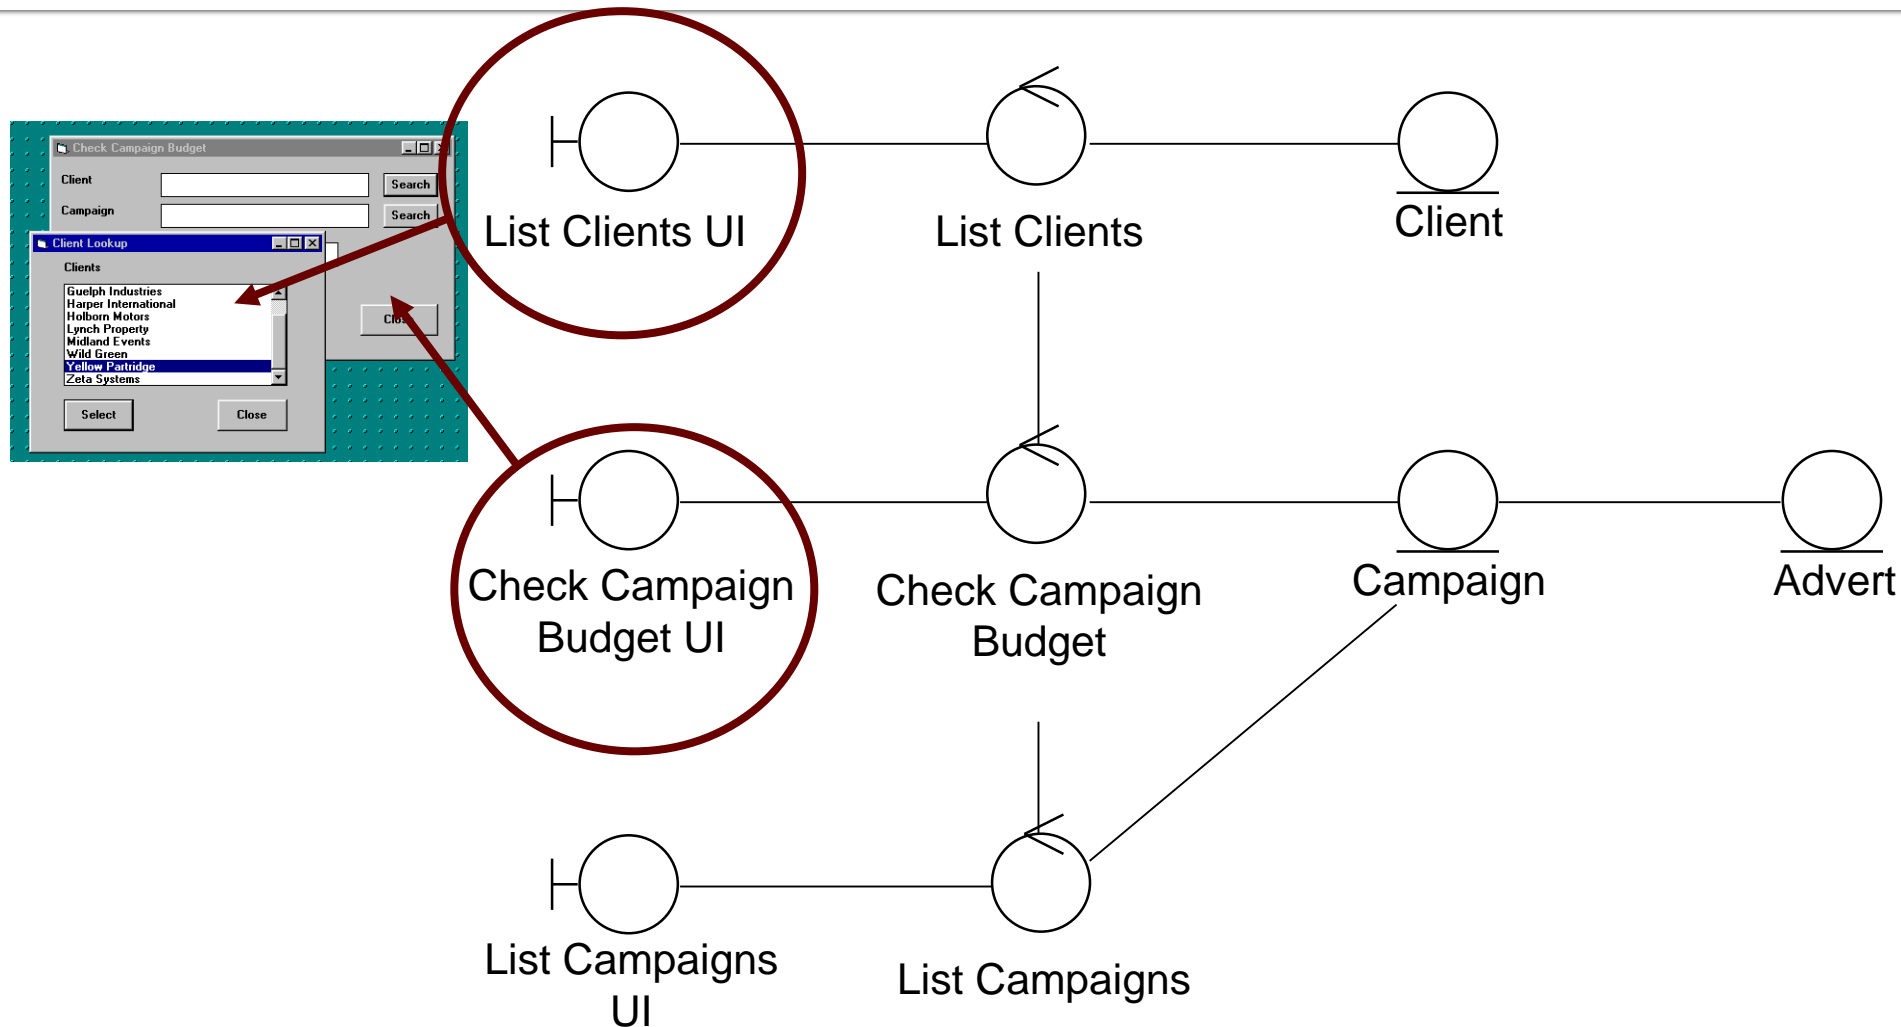 Check Campaign Budget
Client
Search
Campaign
Search
Client Lookup
Clients
Guelph Industries
Harper International
Holborn Motors
Lynch Property
Midland Events
Wild Green
Yellow Partridge
Zeta Systems
Select
Close
List Clients UI
List Clients
Client
Check Campaign
Budget UI
Check Campaign
Budget
Campaign
Advert
List Campaigns
UI
List Campaigns